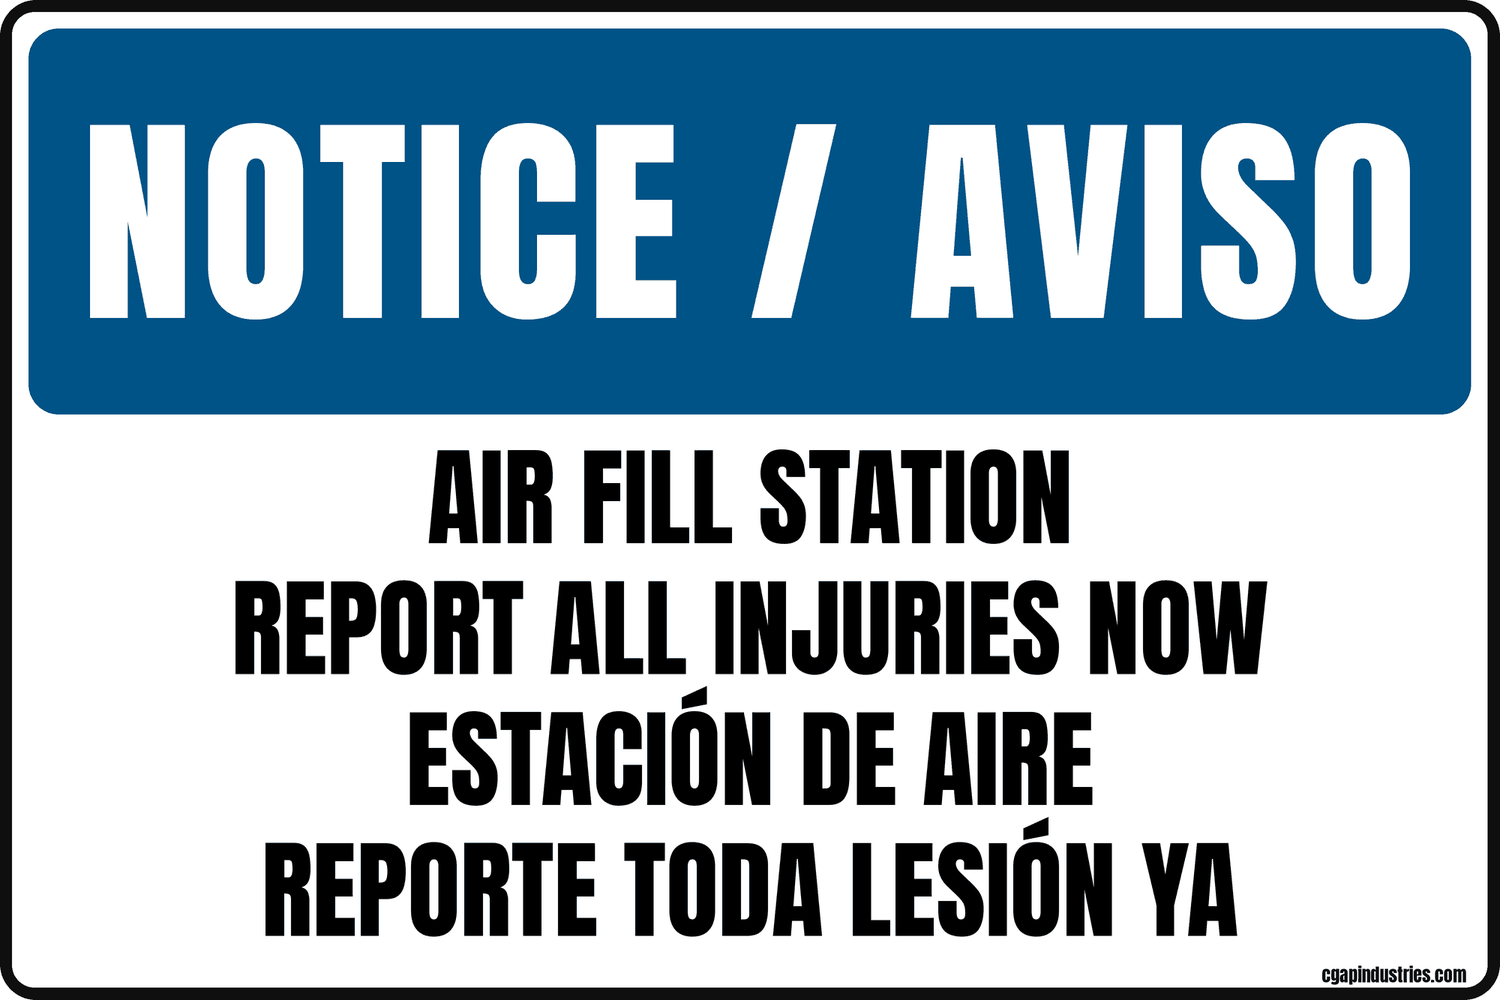 NOTICE / AVISO
AIR FILL STATION
REPORT ALL INJURIES NOW
ESTACIÓN DE AIRE
REPORTE TODA LESIÓN YA
cgapindustries.com